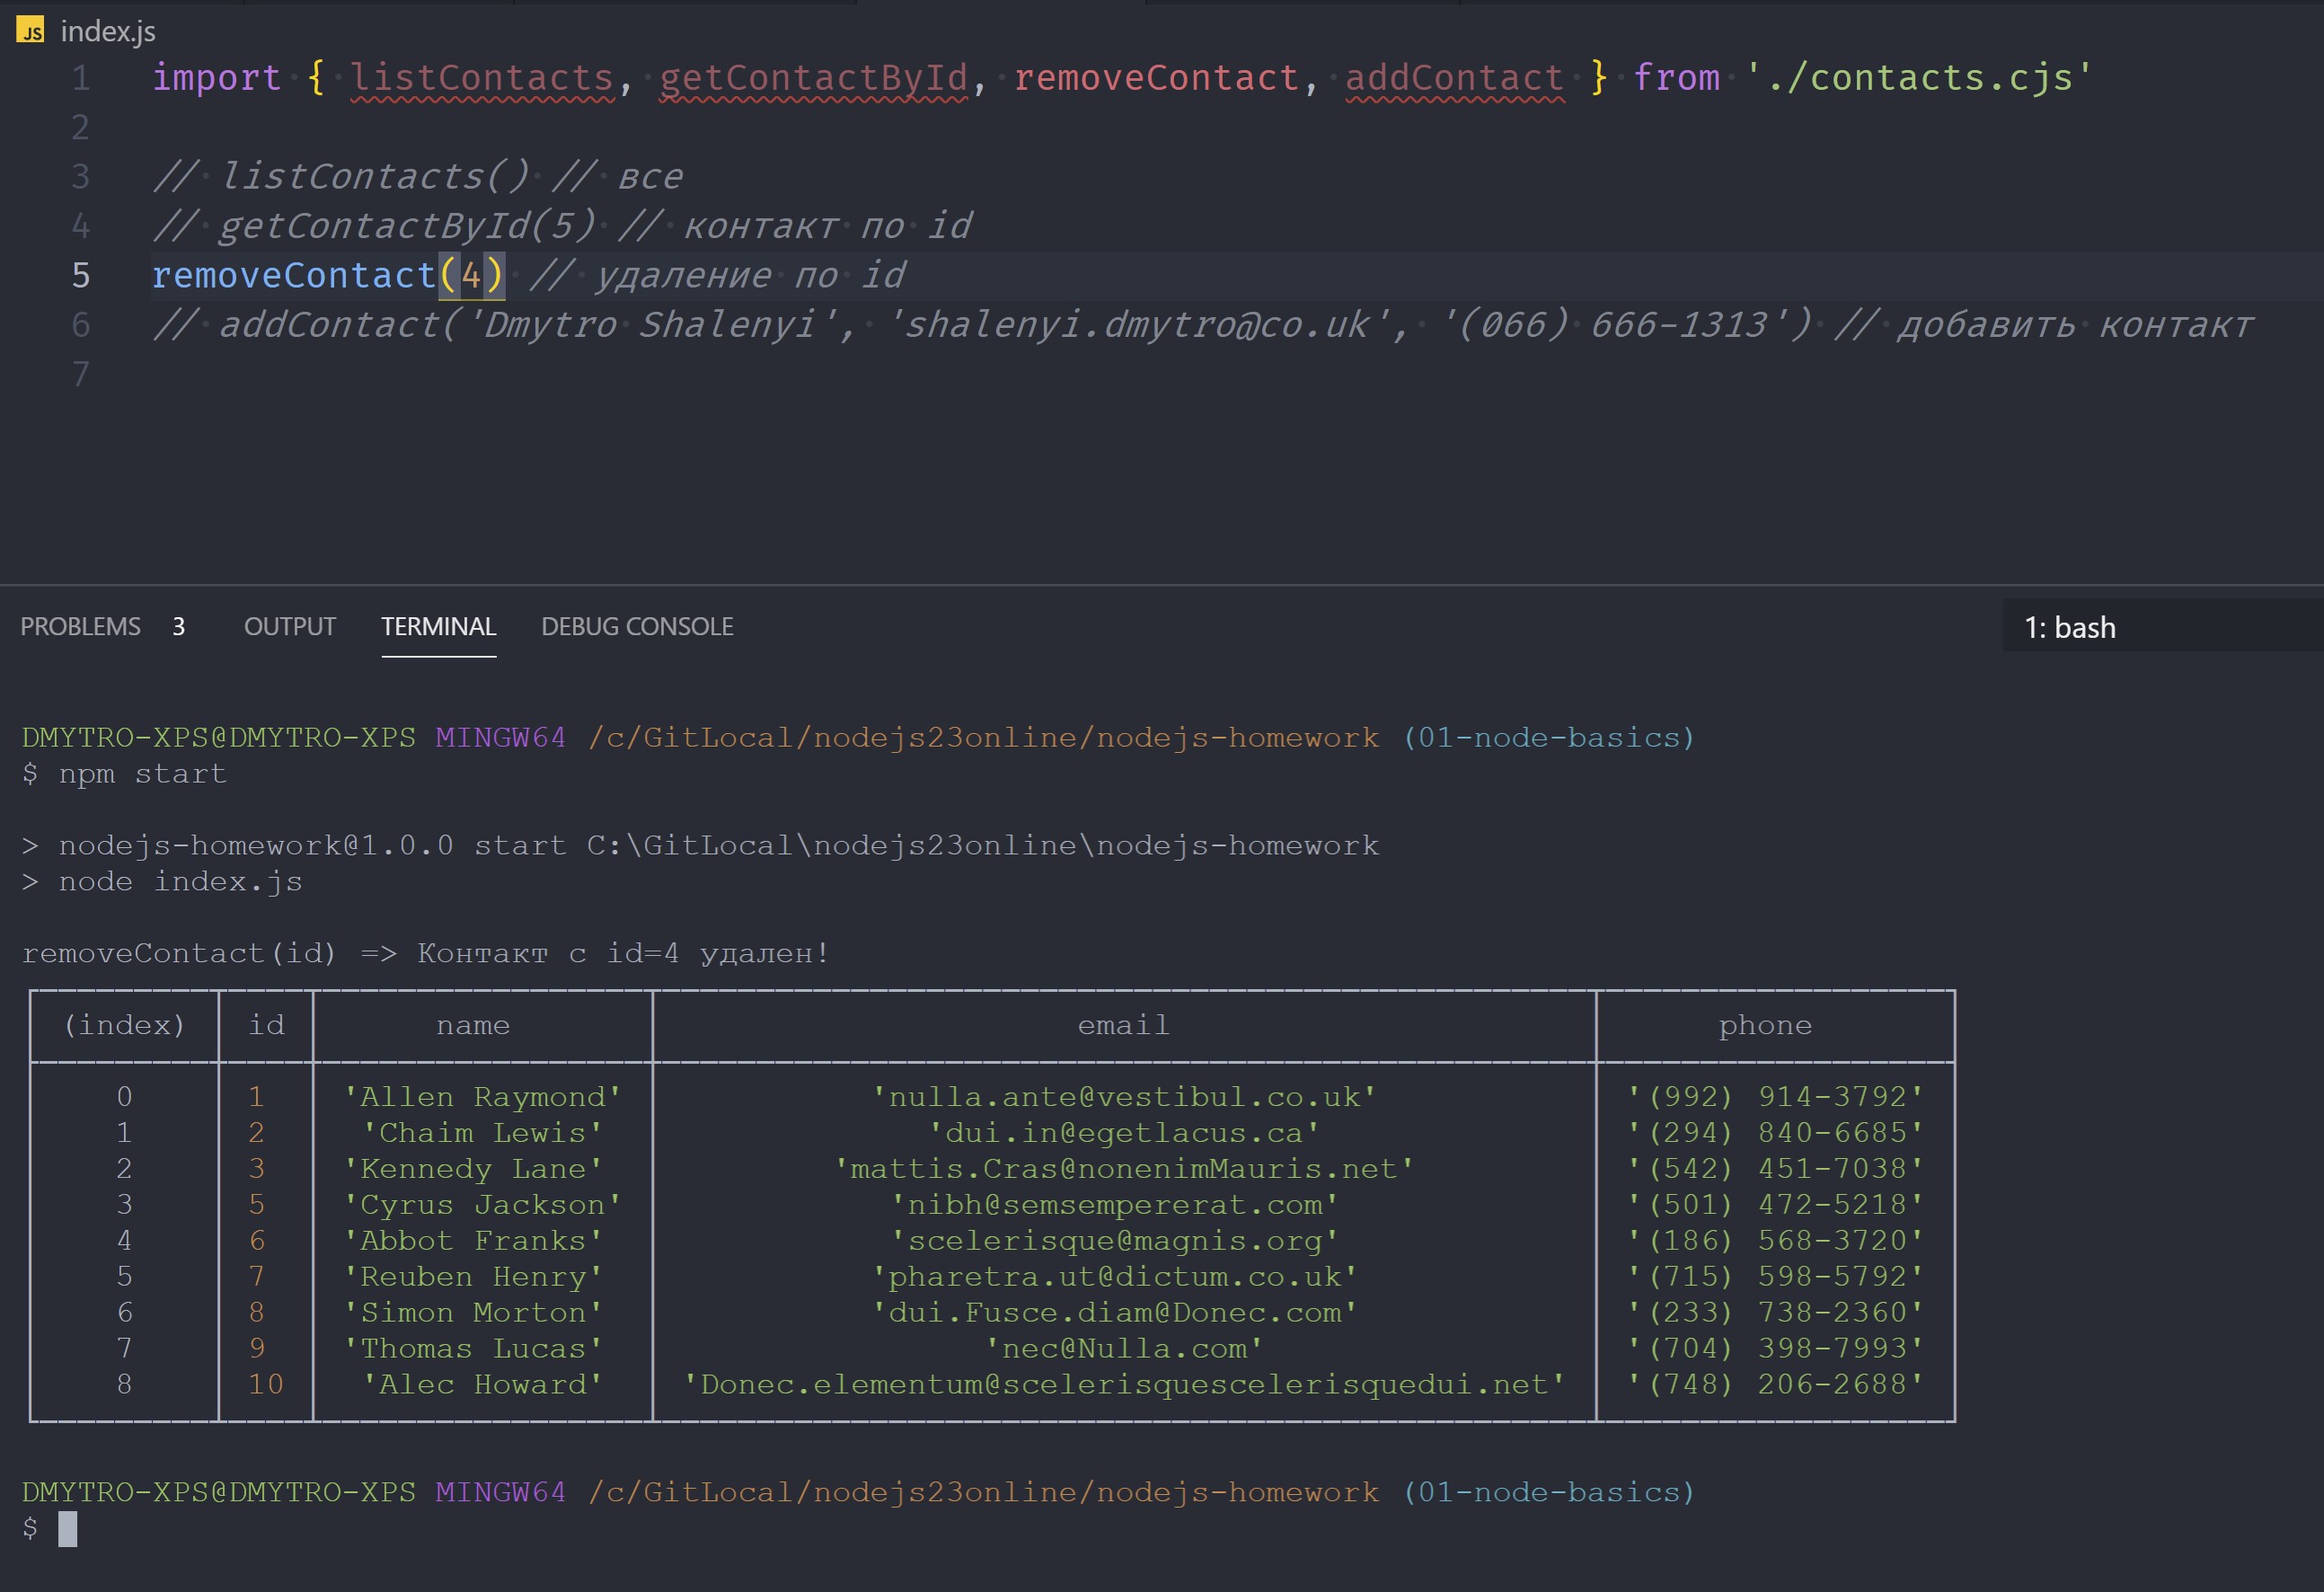 JS index.js
1 import { listContacts, getContactById, removeContact, addContact } from './contacts.cjs'
2
3 // listContacts() // все
4 // getContactById(5) // контакт по id
5 removeContact(4) // удаление по id
6 // addContact('Dmytro Shalenyi', 'shalenyi.dmytro@co.uk', '(066) 666-1313') // добавить контакт
7
PROBLEMS 3 OUTPUT TERMINAL DEBUG CONSOLE 1: bash
DMYTRO-XPS@DMYTRO-XPS MINGW64 /c/GitLocal/nodejs23online/nodejs-homework (01-node-basics)
$ npm start
> nodejs-homework@1.0.0 start C:\GitLocal\nodejs23online\nodejs-homework
> node index.js
removeContact(id) => Контакт с id=4 удален!
(index) id name email phone
0 1 'Allen Raymond' 'nulla.ante@vestibul.co.uk' '(992) 914-3792'
1 2 'Chaim Lewis' 'dui.in@egetlacus.ca' '(294) 840-6685'
2 3 'Kennedy Lane' 'mattis.Cras@nonenimMauris.net' '(542) 451-7038'
3 5 'Cyrus Jackson' 'nibh@semsempererat.com' '(501) 472-5218'
4 6 'Abbot Franks' 'scelerisque@magnis.org' '(186) 568-3720'
5 7 'Reuben Henry' 'pharetra.ut@dictum.co.uk' '(715) 598-5792'
6 8 'Simon Morton' 'dui.Fusce.diam@Donec.com' '(233) 738-2360'
7 9 'Thomas Lucas' 'nec@Nulla.com' '(704) 398-7993'
8 10 'Alec Howard' 'Donec.elementum@scelerisquescelerisquedui.net' '(748) 206-2688'
DMYTRO-XPS@DMYTRO-XPS MINGW64 /c/GitLocal/nodejs23online/nodejs-homework (01-node-basics)
$